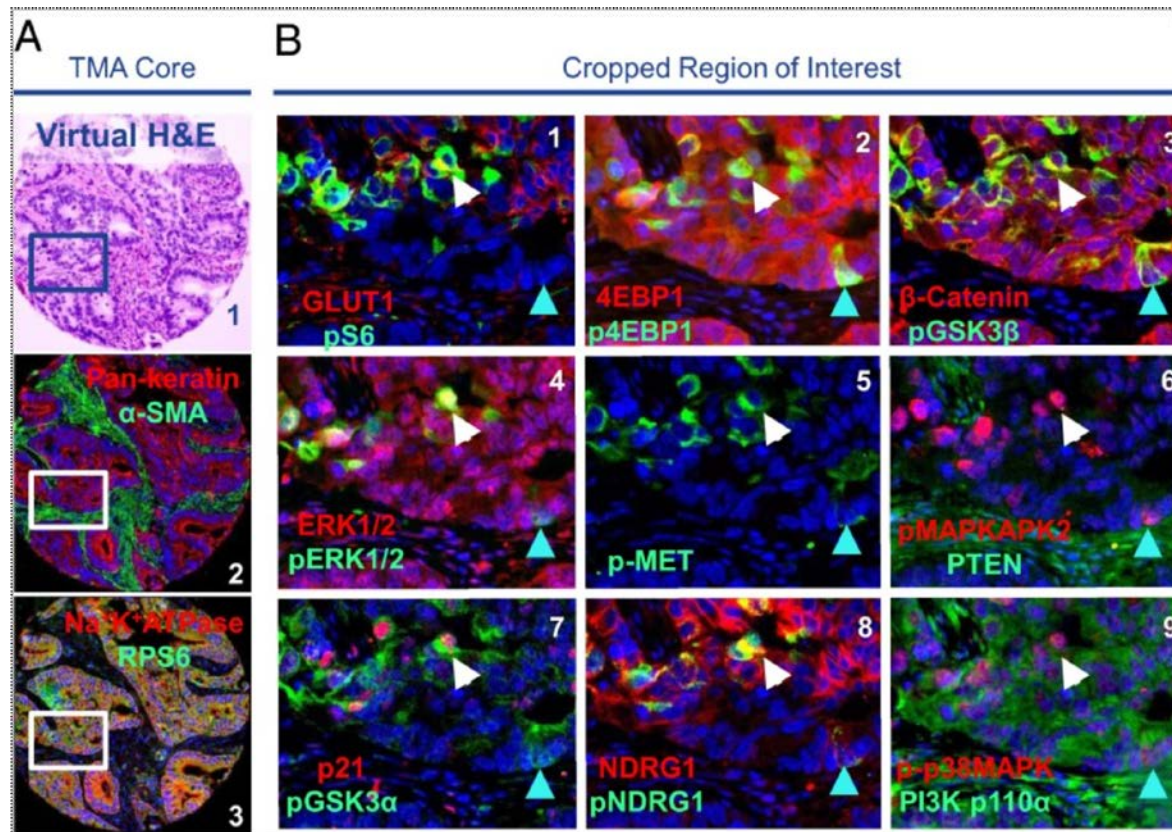 A
B
TMA Core
Cropped Region of Interest
Virtual H&E
1
Pan-keratin
α-SMA
2
Na⁺K⁺ATPase
RPS6
3
1
GLUT1
pS6
2
4EBP1
p4EBP1
3
β-Catenin
pGSK3β
4
ERK1/2
pERK1/2
5
p-MET
6
pMAPKAPK2
PTEN
7
p21
pGSK3α
8
NDRG1
pNDRG1
9
p-p38MAPK
PI3K p110α